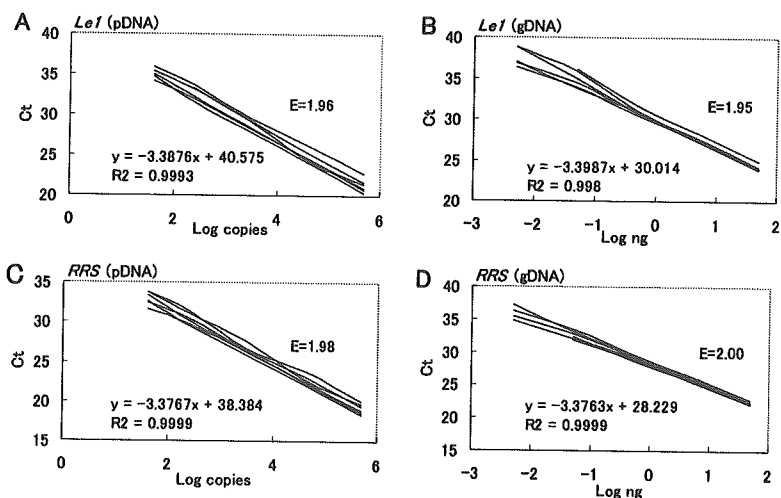 A
Le1 (pDNA)
40
35
30
25
20
Ct
E=1.96
y = −3.3876x + 40.575
R2 = 0.9993
0
2
4
6
Log copies
B
Le1 (gDNA)
40
35
30
25
20
Ct
E=1.95
y = −3.3987x + 30.014
R2 = 0.998
−3
−2
−1
0
1
2
Log ng
C
RRS (pDNA)
35
30
25
20
15
Ct
E=1.98
y = −3.3767x + 38.384
R2 = 0.9999
0
2
4
6
Log copies
D
RRS (gDNA)
45
40
35
30
25
20
15
Ct
E=2.00
y = −3.3763x + 28.229
R2 = 0.9999
−3
−2
−1
0
1
2
Log ng